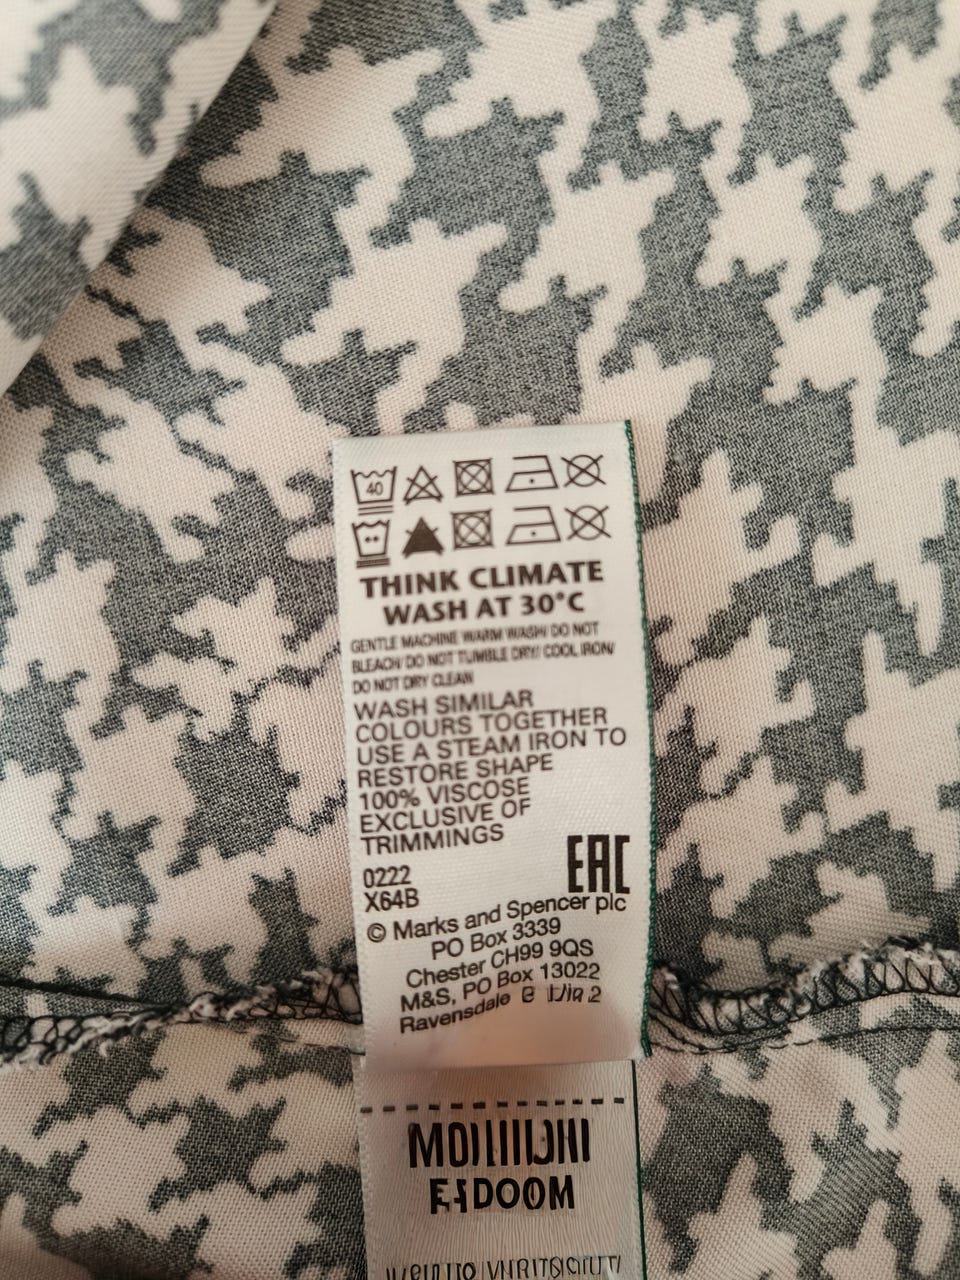 40
THINK CLIMATE
WASH AT 30°C
GENTLE MACHINE WARM WASH/ DO NOT
BLEACH/ DO NOT TUMBLE DRY/ COOL IRON/
DO NOT DRY CLEAN
WASH SIMILAR
COLOURS TOGETHER
USE A STEAM IRON TO
RESTORE SHAPE
100% VISCOSE
EXCLUSIVE OF
TRIMMINGS
EAC
0222
X64B
© Marks and Spencer plc
PO Box 3339
Chester CH99 9QS
M&S, PO Box 13022
Ravensdale